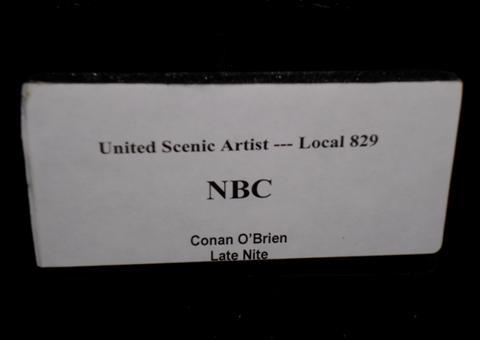 United Scenic Artist --- Local 829
NBC
Conan O'Brien
Late Nite